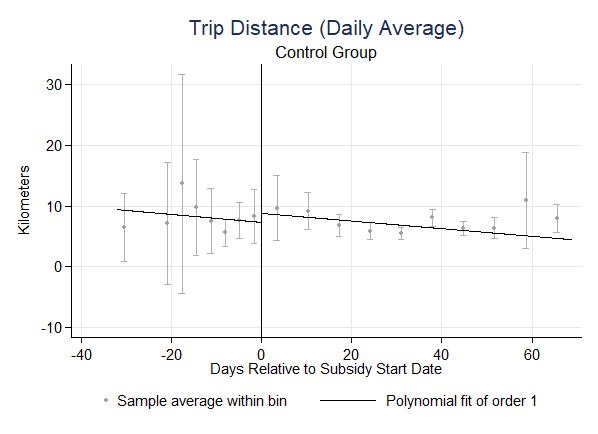 Trip Distance (Daily Average)
Control Group
30
20
10
0
-10
Kilometers
-40
-20
0
20
40
60
Days Relative to Subsidy Start Date
Sample average within bin
Polynomial fit of order 1